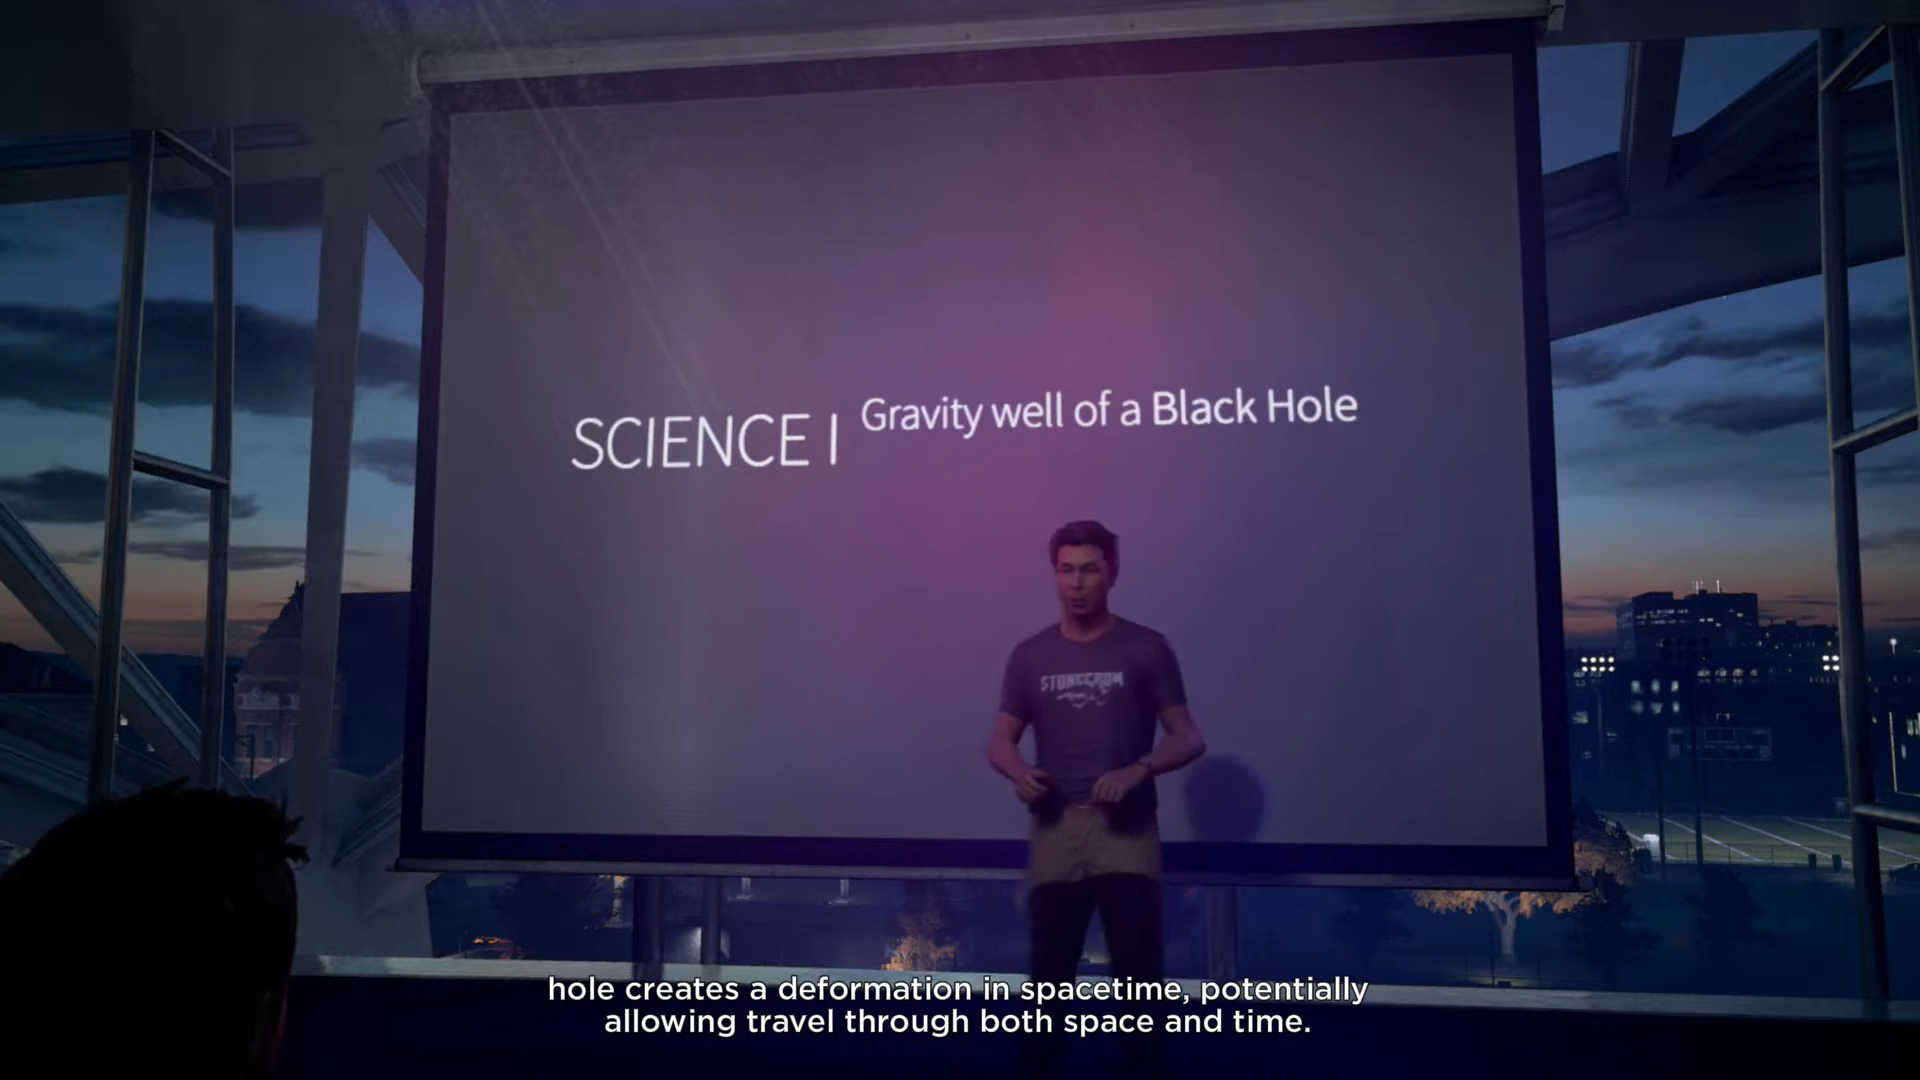 SCIENCE | Gravity well of a Black Hole
STONECROW
hole creates a deformation in spacetime, potentially
allowing travel through both space and time.